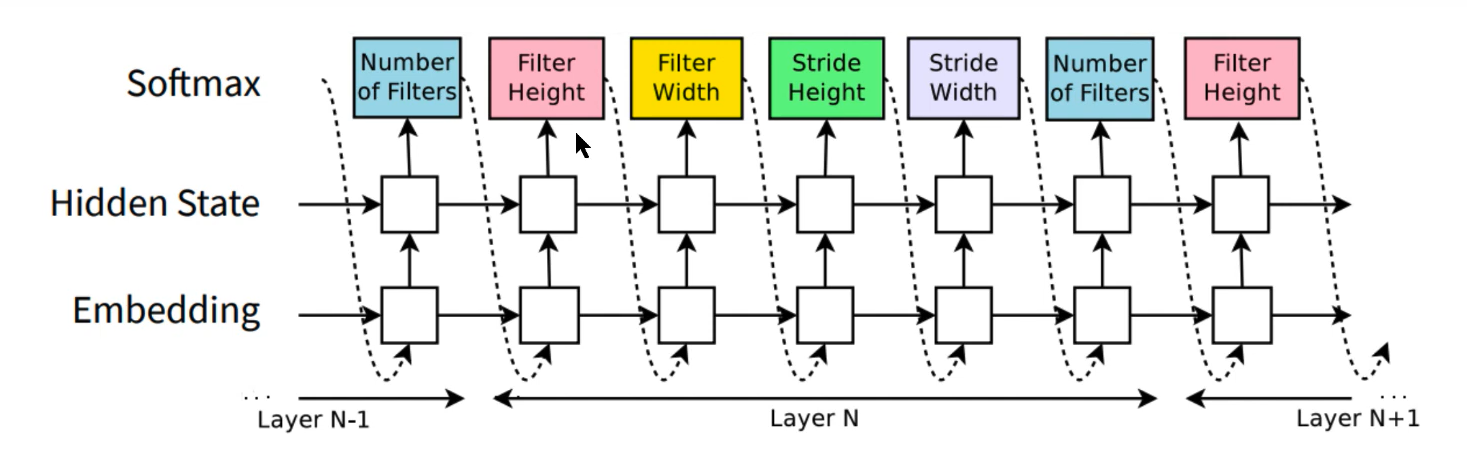 Softmax
Number
of Filters
Filter
Height
Filter
Width
Stride
Height
Stride
Width
Number
of Filters
Filter
Height
Hidden State
Embedding
...
Layer N-1
Layer N
Layer N+1
...